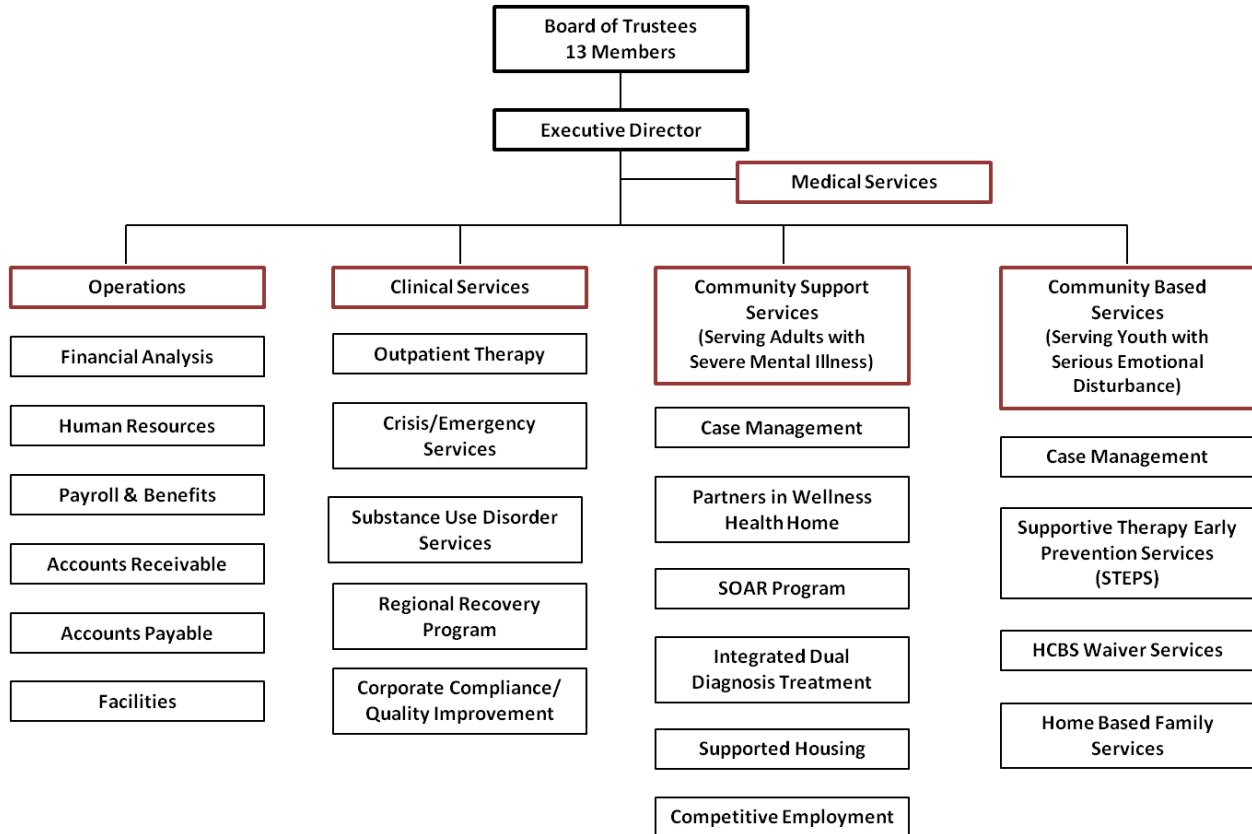 Board of Trustees
13 Members
Executive Director
Medical Services
Operations
Financial Analysis
Human Resources
Payroll & Benefits
Accounts Receivable
Accounts Payable
Facilities
Clinical Services
Outpatient Therapy
Crisis/Emergency
Services
Substance Use Disorder
Services
Regional Recovery
Program
Corporate Compliance/
Quality Improvement
Community Support
Services
(Serving Adults with
Severe Mental Illness)
Case Management
Partners in Wellness
Health Home
SOAR Program
Integrated Dual
Diagnosis Treatment
Supported Housing
Competitive Employment
Community Based
Services
(Serving Youth with
Serious Emotional
Disturbance)
Case Management
Supportive Therapy Early
Prevention Services
(STEPS)
HCBS Waiver Services
Home Based Family
Services